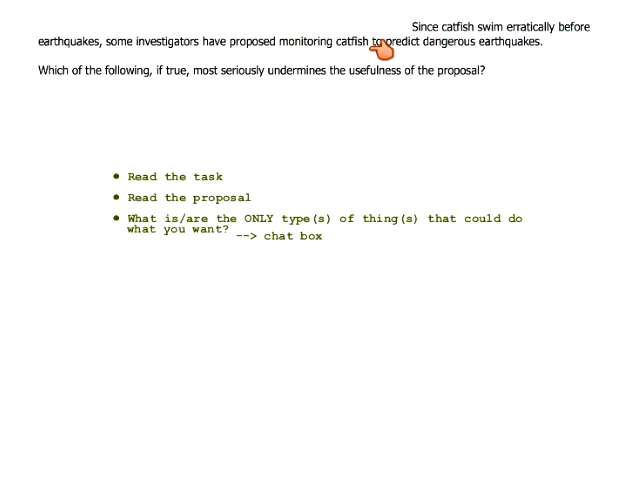 Since catfish swim erratically before
earthquakes, some investigators have proposed monitoring catfish to predict dangerous earthquakes.
Which of the following, if true, most seriously undermines the usefulness of the proposal?
• Read the task
• Read the proposal
• What is/are the ONLY type(s) of thing(s) that could do
what you want?
--> chat box